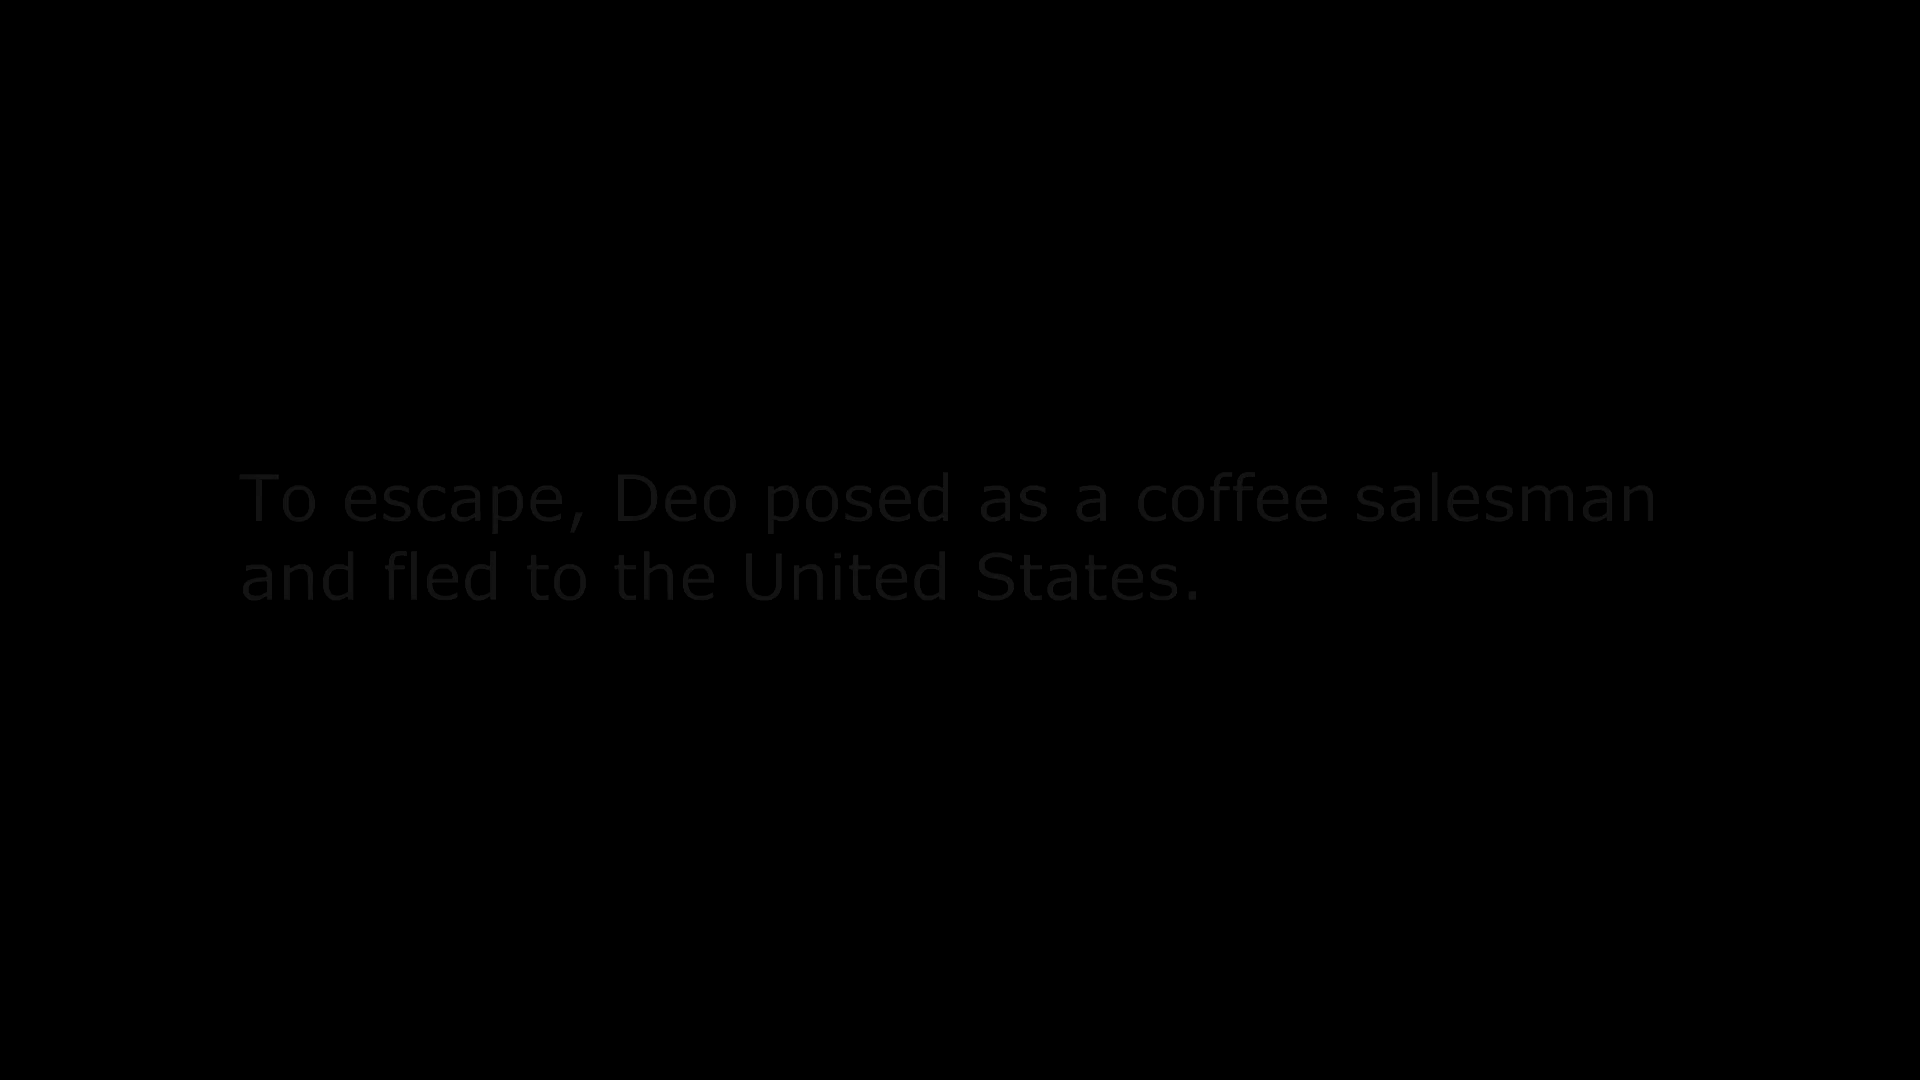 To escape, Deo posed as a coffee salesman
and fled to the United States.